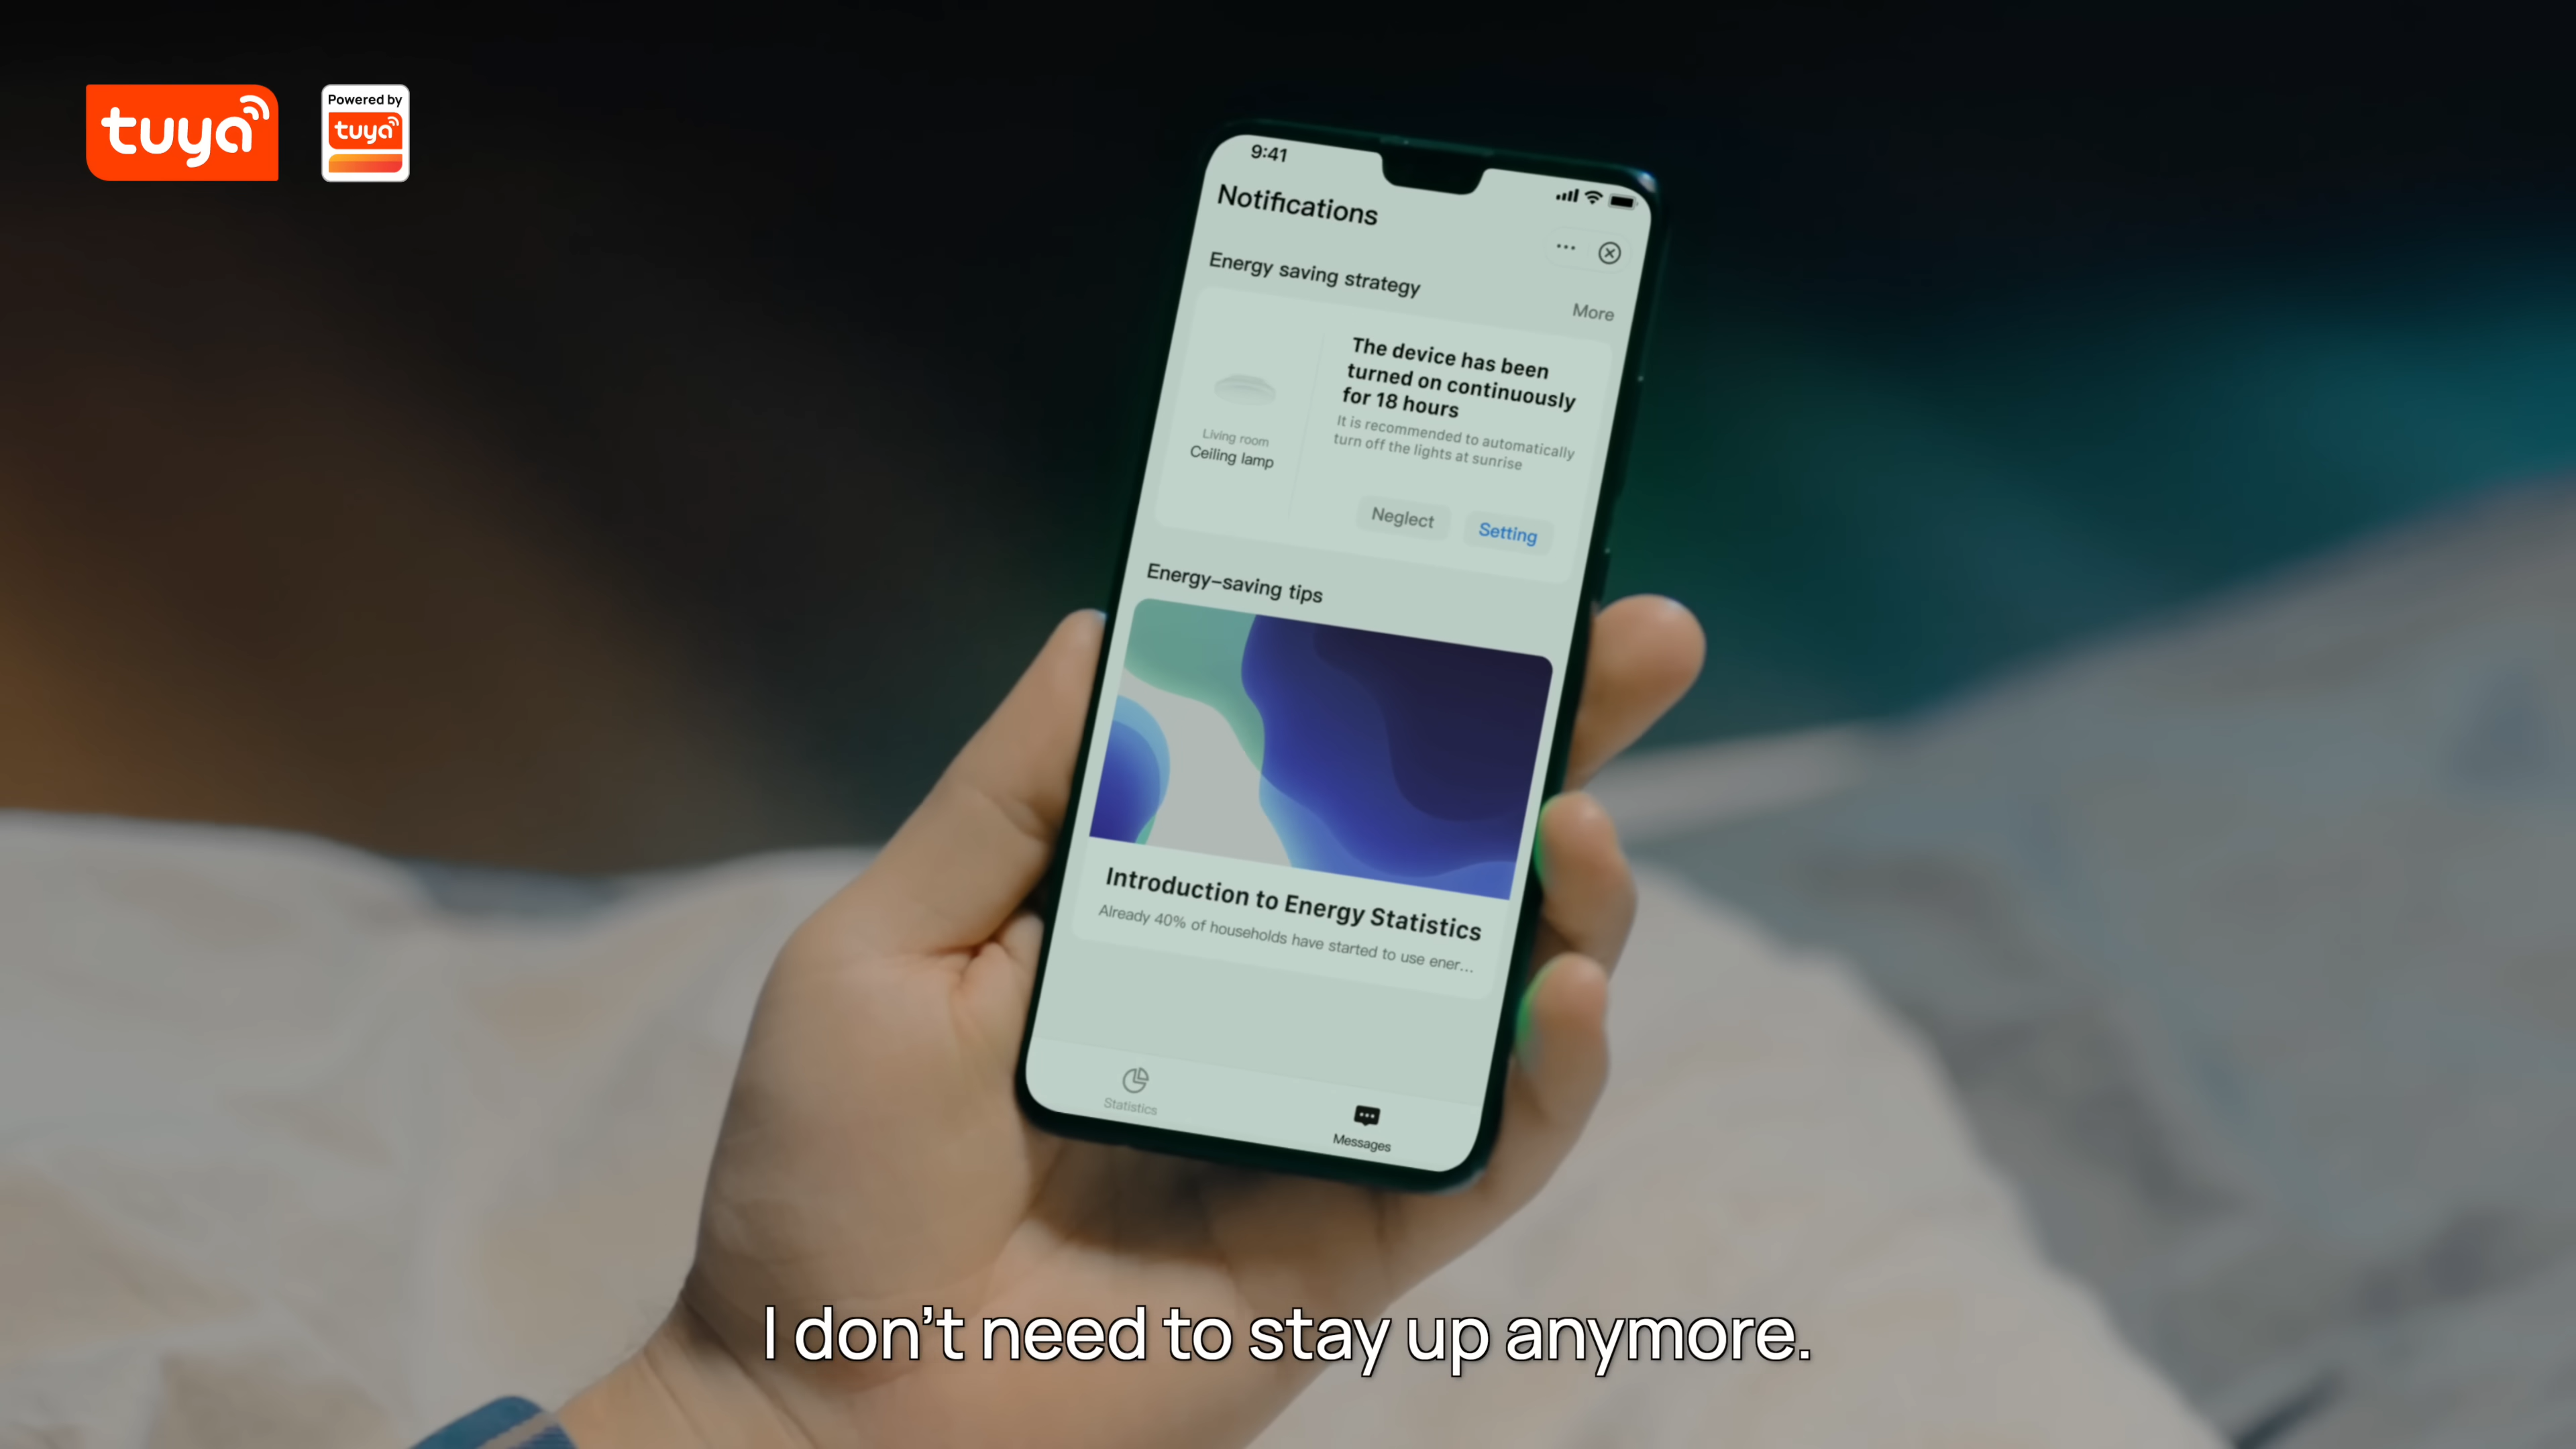 tuya
Powered by
tuya
9:41
Notifications
Energy saving strategy
More
The device has been
turned on continuously
for 18 hours
It is recommended to automatically
turn off the lights at sunrise
Living room
Ceiling lamp
Neglect
Setting
Energy-saving tips
Introduction to Energy Statistics
Already 40% of households have started to use ener...
Statistics
Messages
I don't need to stay up anymore.